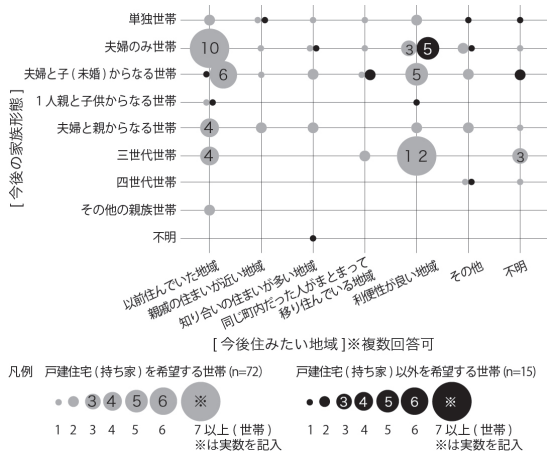 [ 今後の家族形態 ]
単独世帯
夫婦のみ世帯
夫婦と子 ( 未婚 ) からなる世帯
１人親と子供からなる世帯
夫婦と親からなる世帯
三世代世帯
四世代世帯
その他の親族世帯
不明
10
3
5
6
5
4
4
1 2
3
以前住んでいた地域
親戚の住まいが近い地域
知り合いの住まいが多い地域
同じ町内だった人がまとまって
移り住んでいる地域
利便性が良い地域
その他
不明
[ 今後住みたい地域 ]※複数回答可
凡例
戸建住宅 ( 持ち家 ) を希望する世帯 (n=72)
3 4 5 6 ※
1 2 3 4 5 6 7 以上 ( 世帯 )
※は実数を記入
戸建住宅 ( 持ち家 ) 以外を希望する世帯 (n=15)
3 4 5 6 ※
1 2 3 4 5 6 7 以上 ( 世帯 )
※は実数を記入